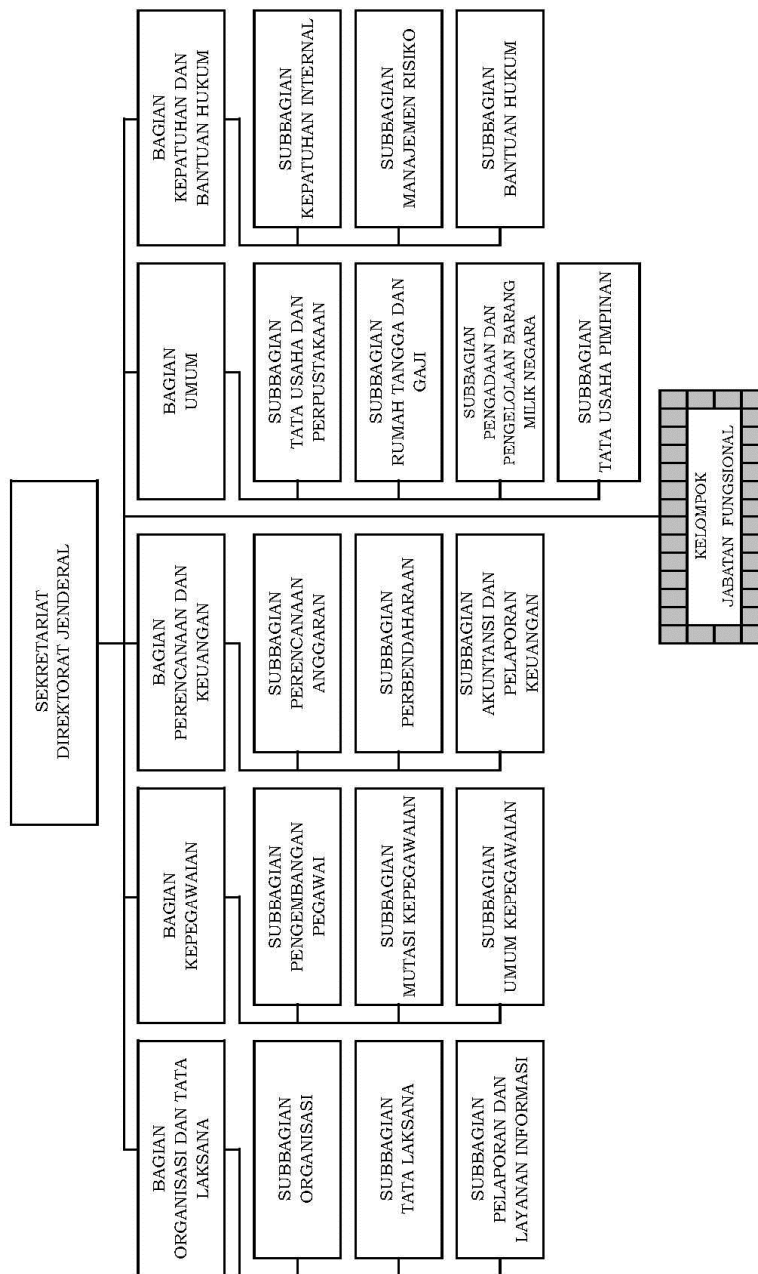 SEKRETARIAT
DIREKTORAT JENDERAL
BAGIAN
ORGANISASI DAN TATA
LAKSANA
SUBBAGIAN
ORGANISASI
SUBBAGIAN
TATA LAKSANA
SUBBAGIAN
PELAPORAN DAN
LAYANAN INFORMASI
BAGIAN
KEPEGAWAIAN
SUBBAGIAN
PENGEMBANGAN
PEGAWAI
SUBBAGIAN
MUTASI KEPEGAWAIAN
SUBBAGIAN
UMUM KEPEGAWAIAN
BAGIAN
PERENCANAAN DAN
KEUANGAN
SUBBAGIAN
PERENCANAAN
ANGGARAN
SUBBAGIAN
PERBENDAHARAAN
SUBBAGIAN
AKUNTANSI DAN
PELAPORAN
KEUANGAN
BAGIAN
UMUM
SUBBAGIAN
TATA USAHA DAN
PERPUSTAKAAN
SUBBAGIAN
RUMAH TANGGA DAN
GAJI
SUBBAGIAN
PENGADAAN DAN
PENGELOLAAN BARANG
MILIK NEGARA
SUBBAGIAN
TATA USAHA PIMPINAN
BAGIAN
KEPATUHAN DAN
BANTUAN HUKUM
SUBBAGIAN
KEPATUHAN INTERNAL
SUBBAGIAN
MANAJEMEN RISIKO
SUBBAGIAN
BANTUAN HUKUM
KELOMPOK
JABATAN FUNGSIONAL